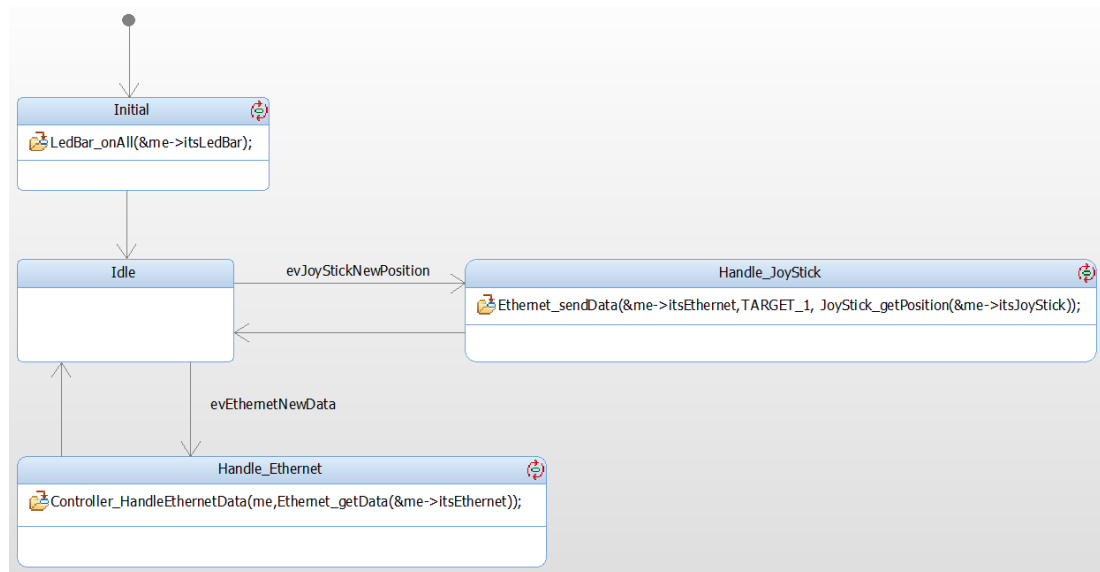 Initial
LedBar_onAll(&me->itsLedBar);
Idle
evJoyStickNewPosition
Handle_JoyStick
Ethernet_sendData(&me->itsEthernet,TARGET_1, JoyStick_getPosition(&me->itsJoyStick));
evEthernetNewData
Handle_Ethernet
Controller_HandleEthernetData(me,Ethernet_getData(&me->itsEthernet));